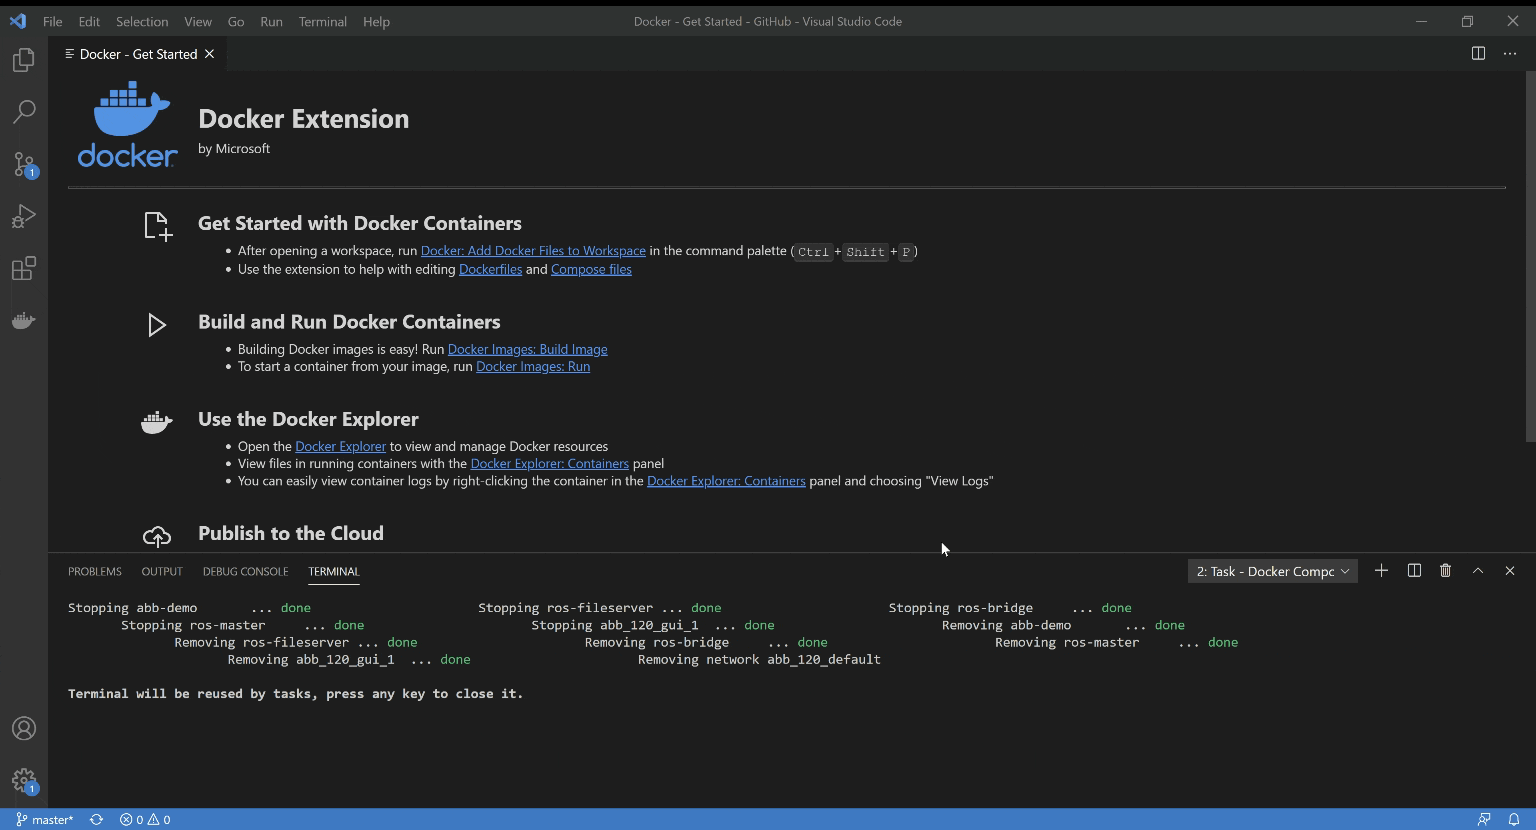 File Edit Selection View Go Run Terminal Help Docker - Get Started - GitHub - Visual Studio Code
Docker - Get Started
docker
Docker Extension
by Microsoft
1
Get Started with Docker Containers
• After opening a workspace, run Docker: Add Docker Files to Workspace in the command palette ( Ctrl + Shift + P )
• Use the extension to help with editing Dockerfiles and Compose files
Build and Run Docker Containers
• Building Docker images is easy! Run Docker Images: Build Image
• To start a container from your image, run Docker Images: Run
Use the Docker Explorer
• Open the Docker Explorer to view and manage Docker resources
• View files in running containers with the Docker Explorer: Containers panel
• You can easily view container logs by right-clicking the container in the Docker Explorer: Containers panel and choosing "View Logs"
Publish to the Cloud
PROBLEMS OUTPUT DEBUG CONSOLE TERMINAL 2: Task - Docker Compc
Stopping abb-demo ... done Stopping ros-fileserver ... done Stopping ros-bridge ... done
Stopping ros-master ... done Stopping abb_120_gui_1 ... done Removing abb-demo ... done
Removing ros-fileserver ... done Removing ros-bridge ... done Removing ros-master ... done
Removing abb_120_gui_1 ... done Removing network abb_120_default
Terminal will be reused by tasks, press any key to close it.
1
master* 0 0